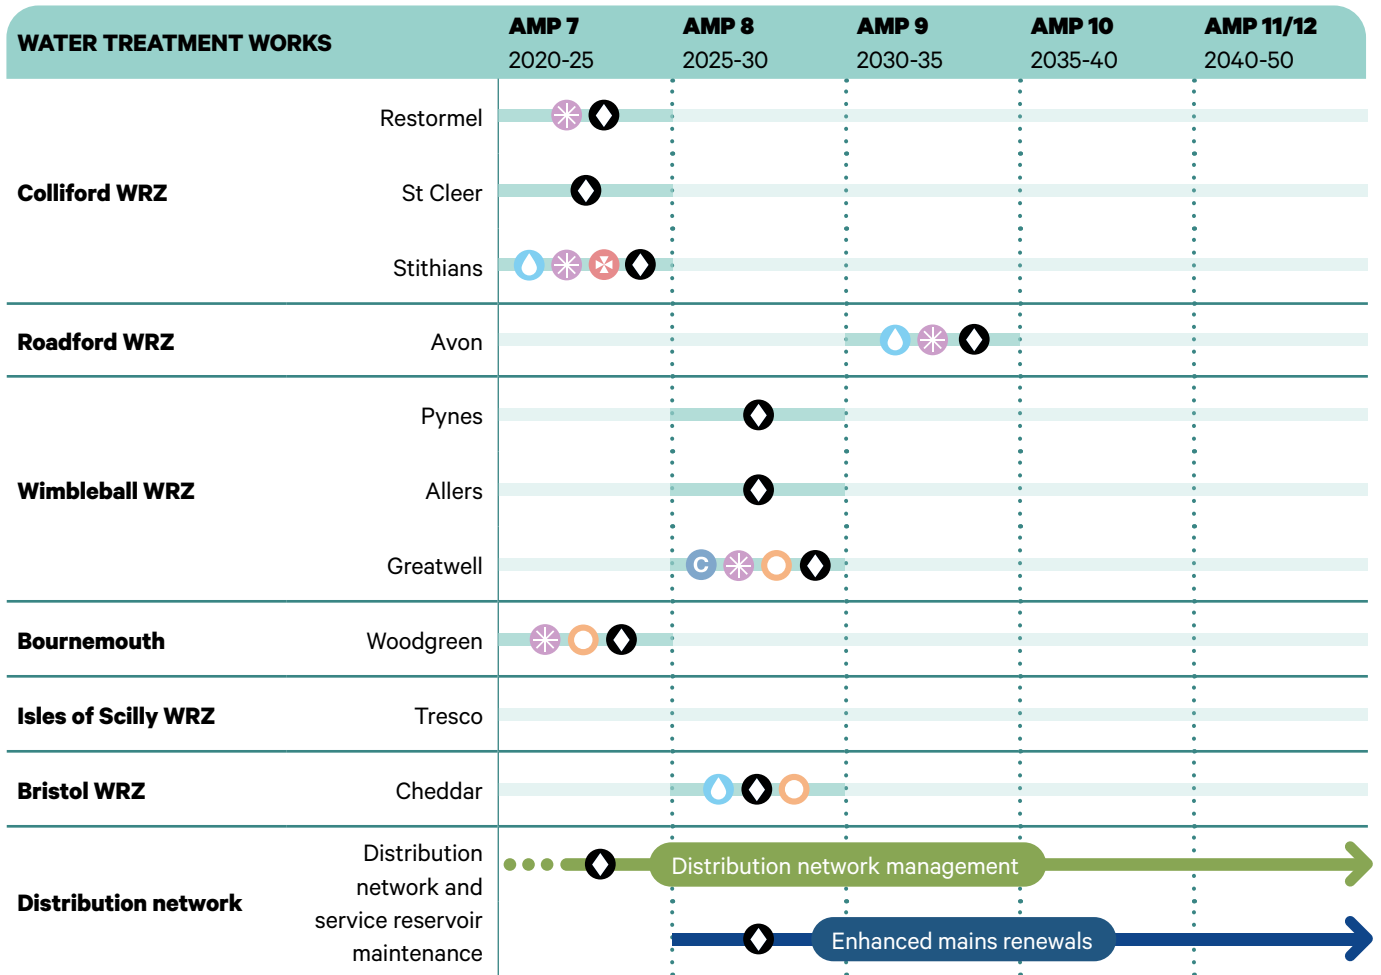 WATER TREATMENT WORKS
AMP 7
2020-25
AMP 8
2025-30
AMP 9
2030-35
AMP 10
2035-40
AMP 11/12
2040-50
Colliford WRZ
Restormel
St Cleer
Stithians
Roadford WRZ
Avon
Wimbleball WRZ
Pynes
Allers
Greatwell
C
Bournemouth
Woodgreen
Isles of Scilly WRZ
Tresco
Bristol WRZ
Cheddar
Distribution network
Distribution
network and
service reservoir
maintenance
Distribution network management
Enhanced mains renewals